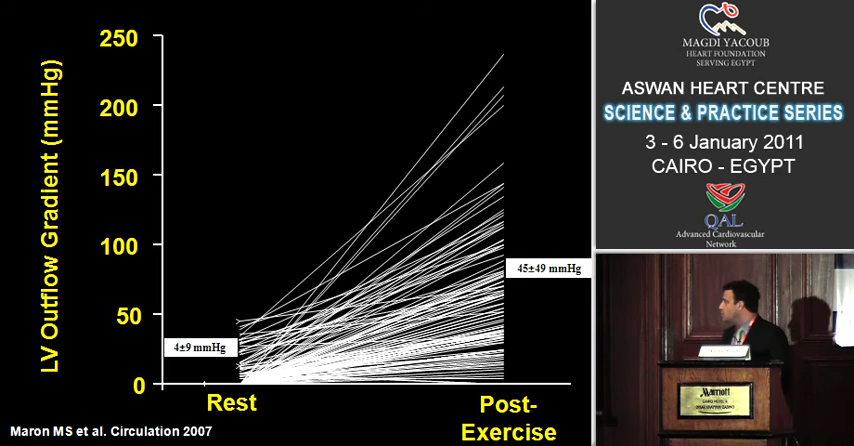 250
200
150
100
50
0
LV Outflow Gradient (mmHg)
4±9 mmHg
45±49 mmHg
Rest
Post-
Exercise
Maron MS et al. Circulation 2007
MAGDI YACOUB
HEART FOUNDATION
SERVING EGYPT
ASWAN HEART CENTRE
SCIENCE & PRACTICE SERIES
3 - 6 January 2011
CAIRO - EGYPT
QAL
Advanced Cardiovascular
Network
Marriott